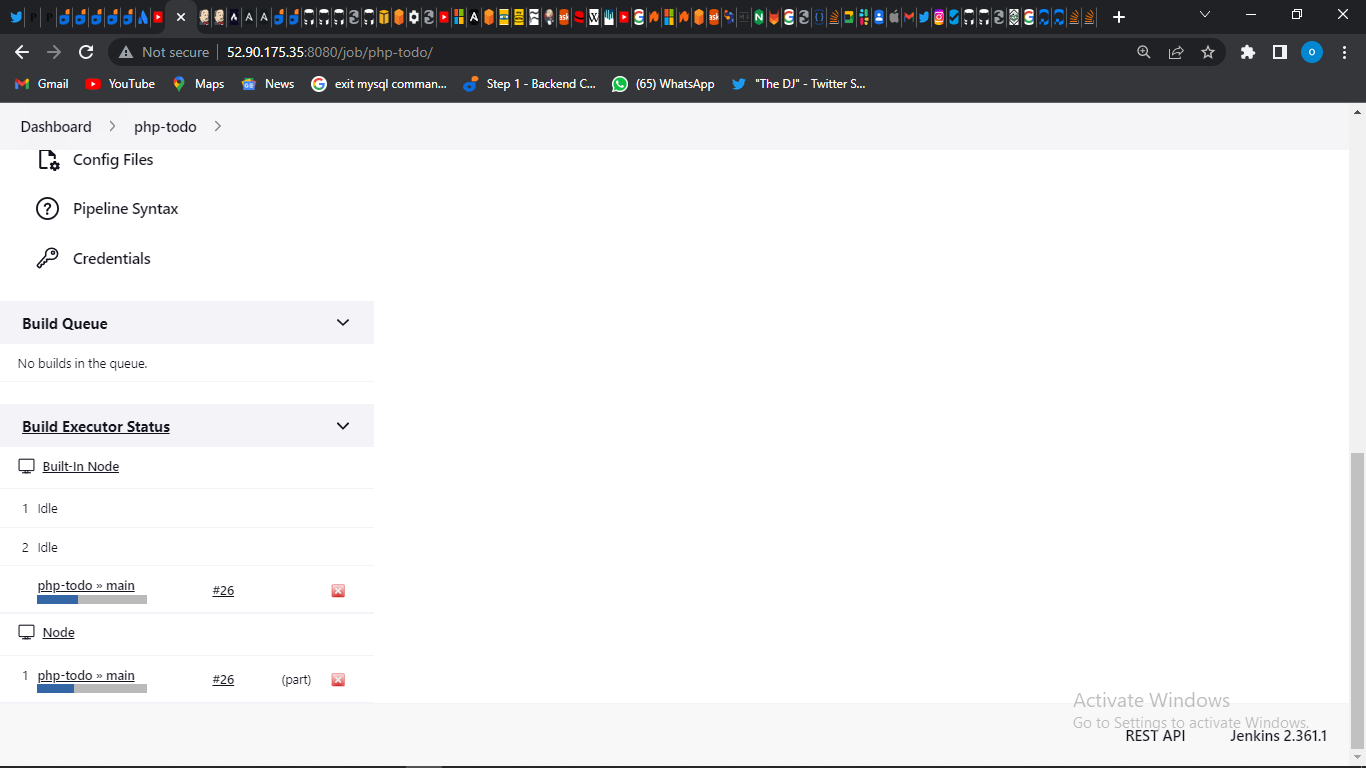 Not secure
52.90.175.35:8080/job/php-todo/
Gmail
YouTube
Maps
News
exit mysql comman...
Step 1 - Backend C...
(65) WhatsApp
"The DJ" - Twitter S...
Dashboard
php-todo
Config Files
Pipeline Syntax
Credentials
Build Queue
No builds in the queue.
Build Executor Status
Built-In Node
1 Idle
2 Idle
php-todo » main #26
Node
1 php-todo » main #26 (part)
Activate Windows
Go to Settings to activate Windows.
REST API Jenkins 2.361.1